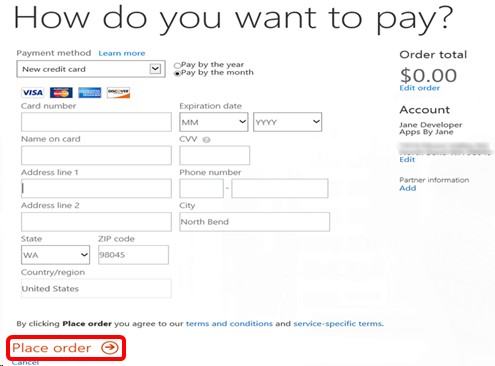 How do you want to pay?
Payment method Learn more
New credit card
Pay by the year
Pay by the month
VISA DISCOVER
Card number
Expiration date
MM YYYY
Name on card
CVV
Address line 1
Phone number
-
Address line 2
City
North Bend
State
ZIP code
WA
98045
Country/region
United States
Order total
$0.00
Edit order
Account
Jane Developer
Apps By Jane
Edit
Partner information
Add
By clicking Place order you agree to our terms and conditions and service-specific terms.
Place order
Cancel